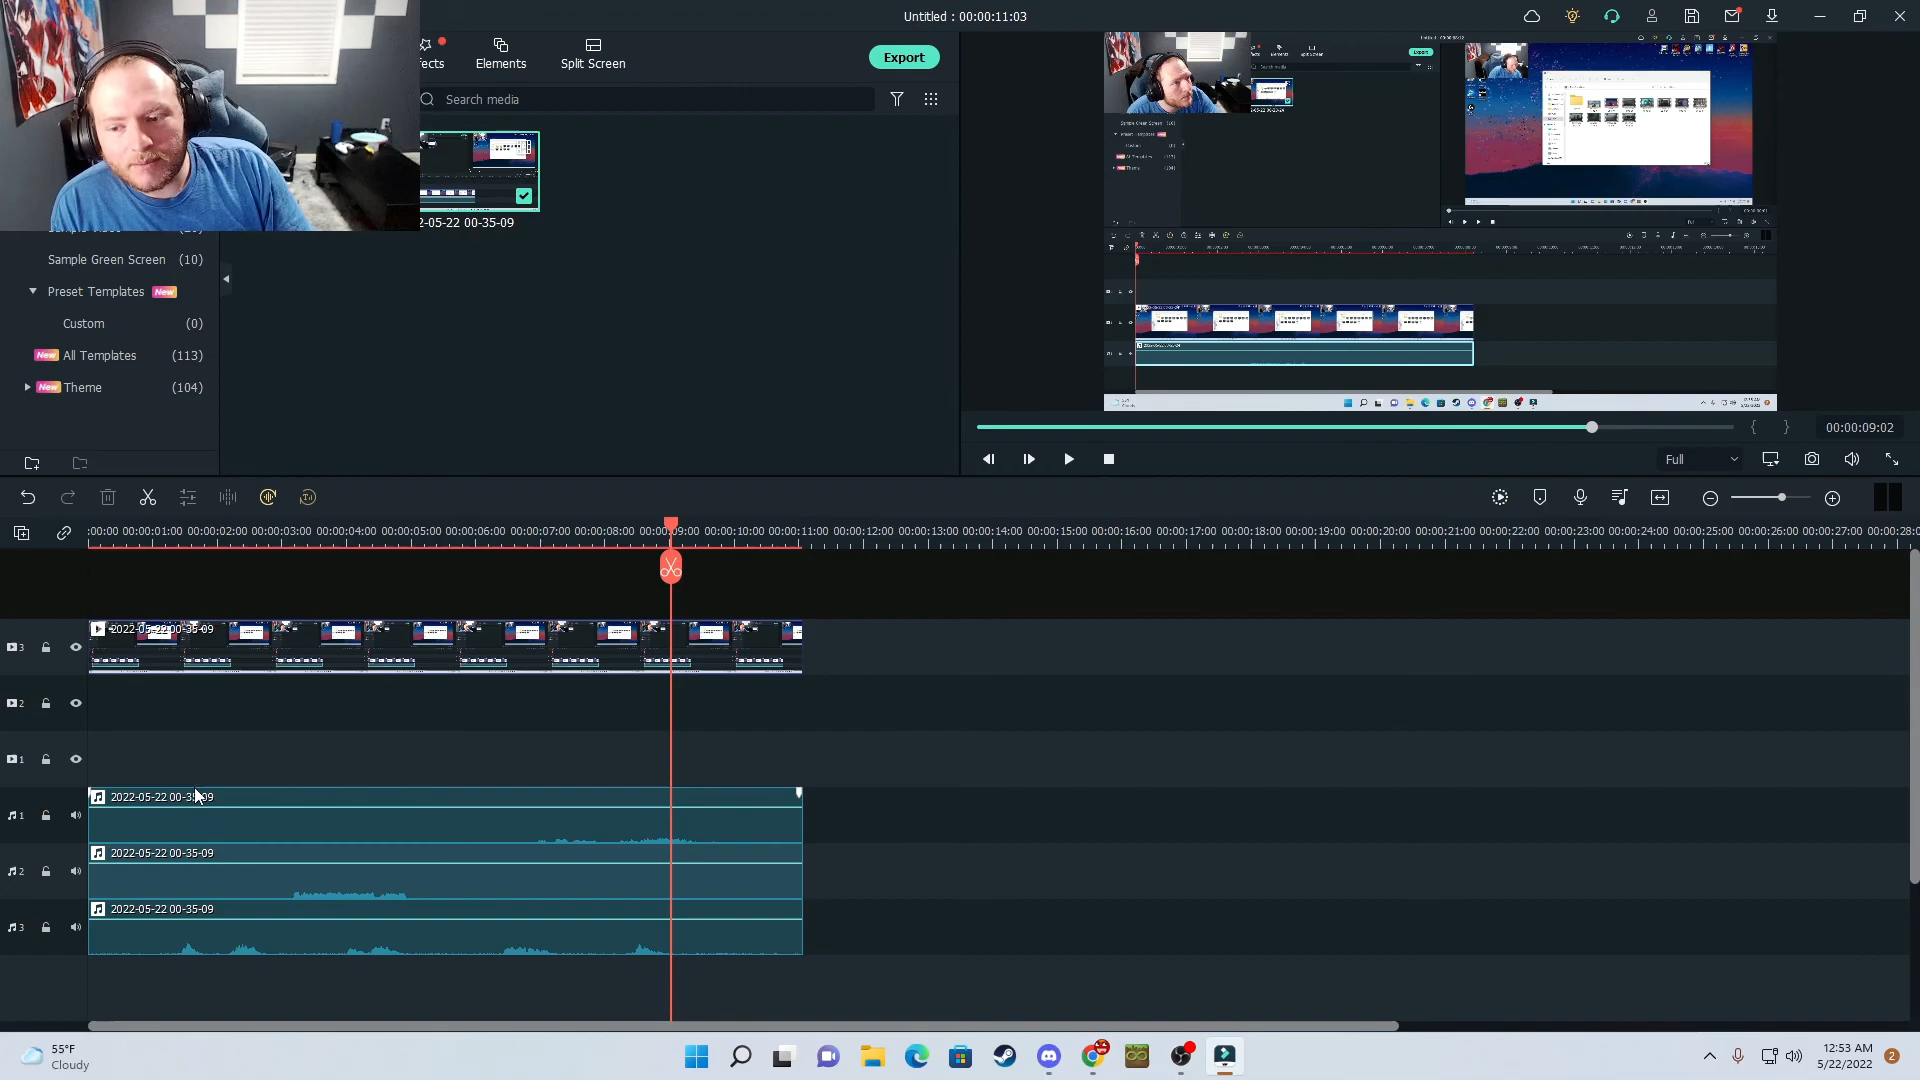 Untitled : 00:00:11:03
Elements
Split Screen
Export
Search media
Sample Green Screen (10)
Preset Templates New
Custom (0)
New All Templates (113)
New Theme (104)
00:00:09:02
Full
:00:00 00:00:01:00 00:00:02:00 00:00:03:00 00:00:04:00 00:00:05:00 00:00:06:00 00:00:07:00 00:00:08:00 00:00:09:00 00:00:10:00 00:00:11:00 00:00:12:00 00:00:13:00 00:00:14:00 00:00:15:00 00:00:16:00 00:00:17:00 00:00:18:00 00:00:19:00 00:00:20:00 00:00:21:00 00:00:22:00 00:00:23:00 00:00:24:00 00:00:25:00 00:00:26:00 00:00:27:00 00:00:28:0
2022-05-22 00-35-09
3
2
1
2022-05-22 00-35-09
1
2022-05-22 00-35-09
2
2022-05-22 00-35-09
3
55°F
Cloudy
12:53 AM
5/22/2022
2